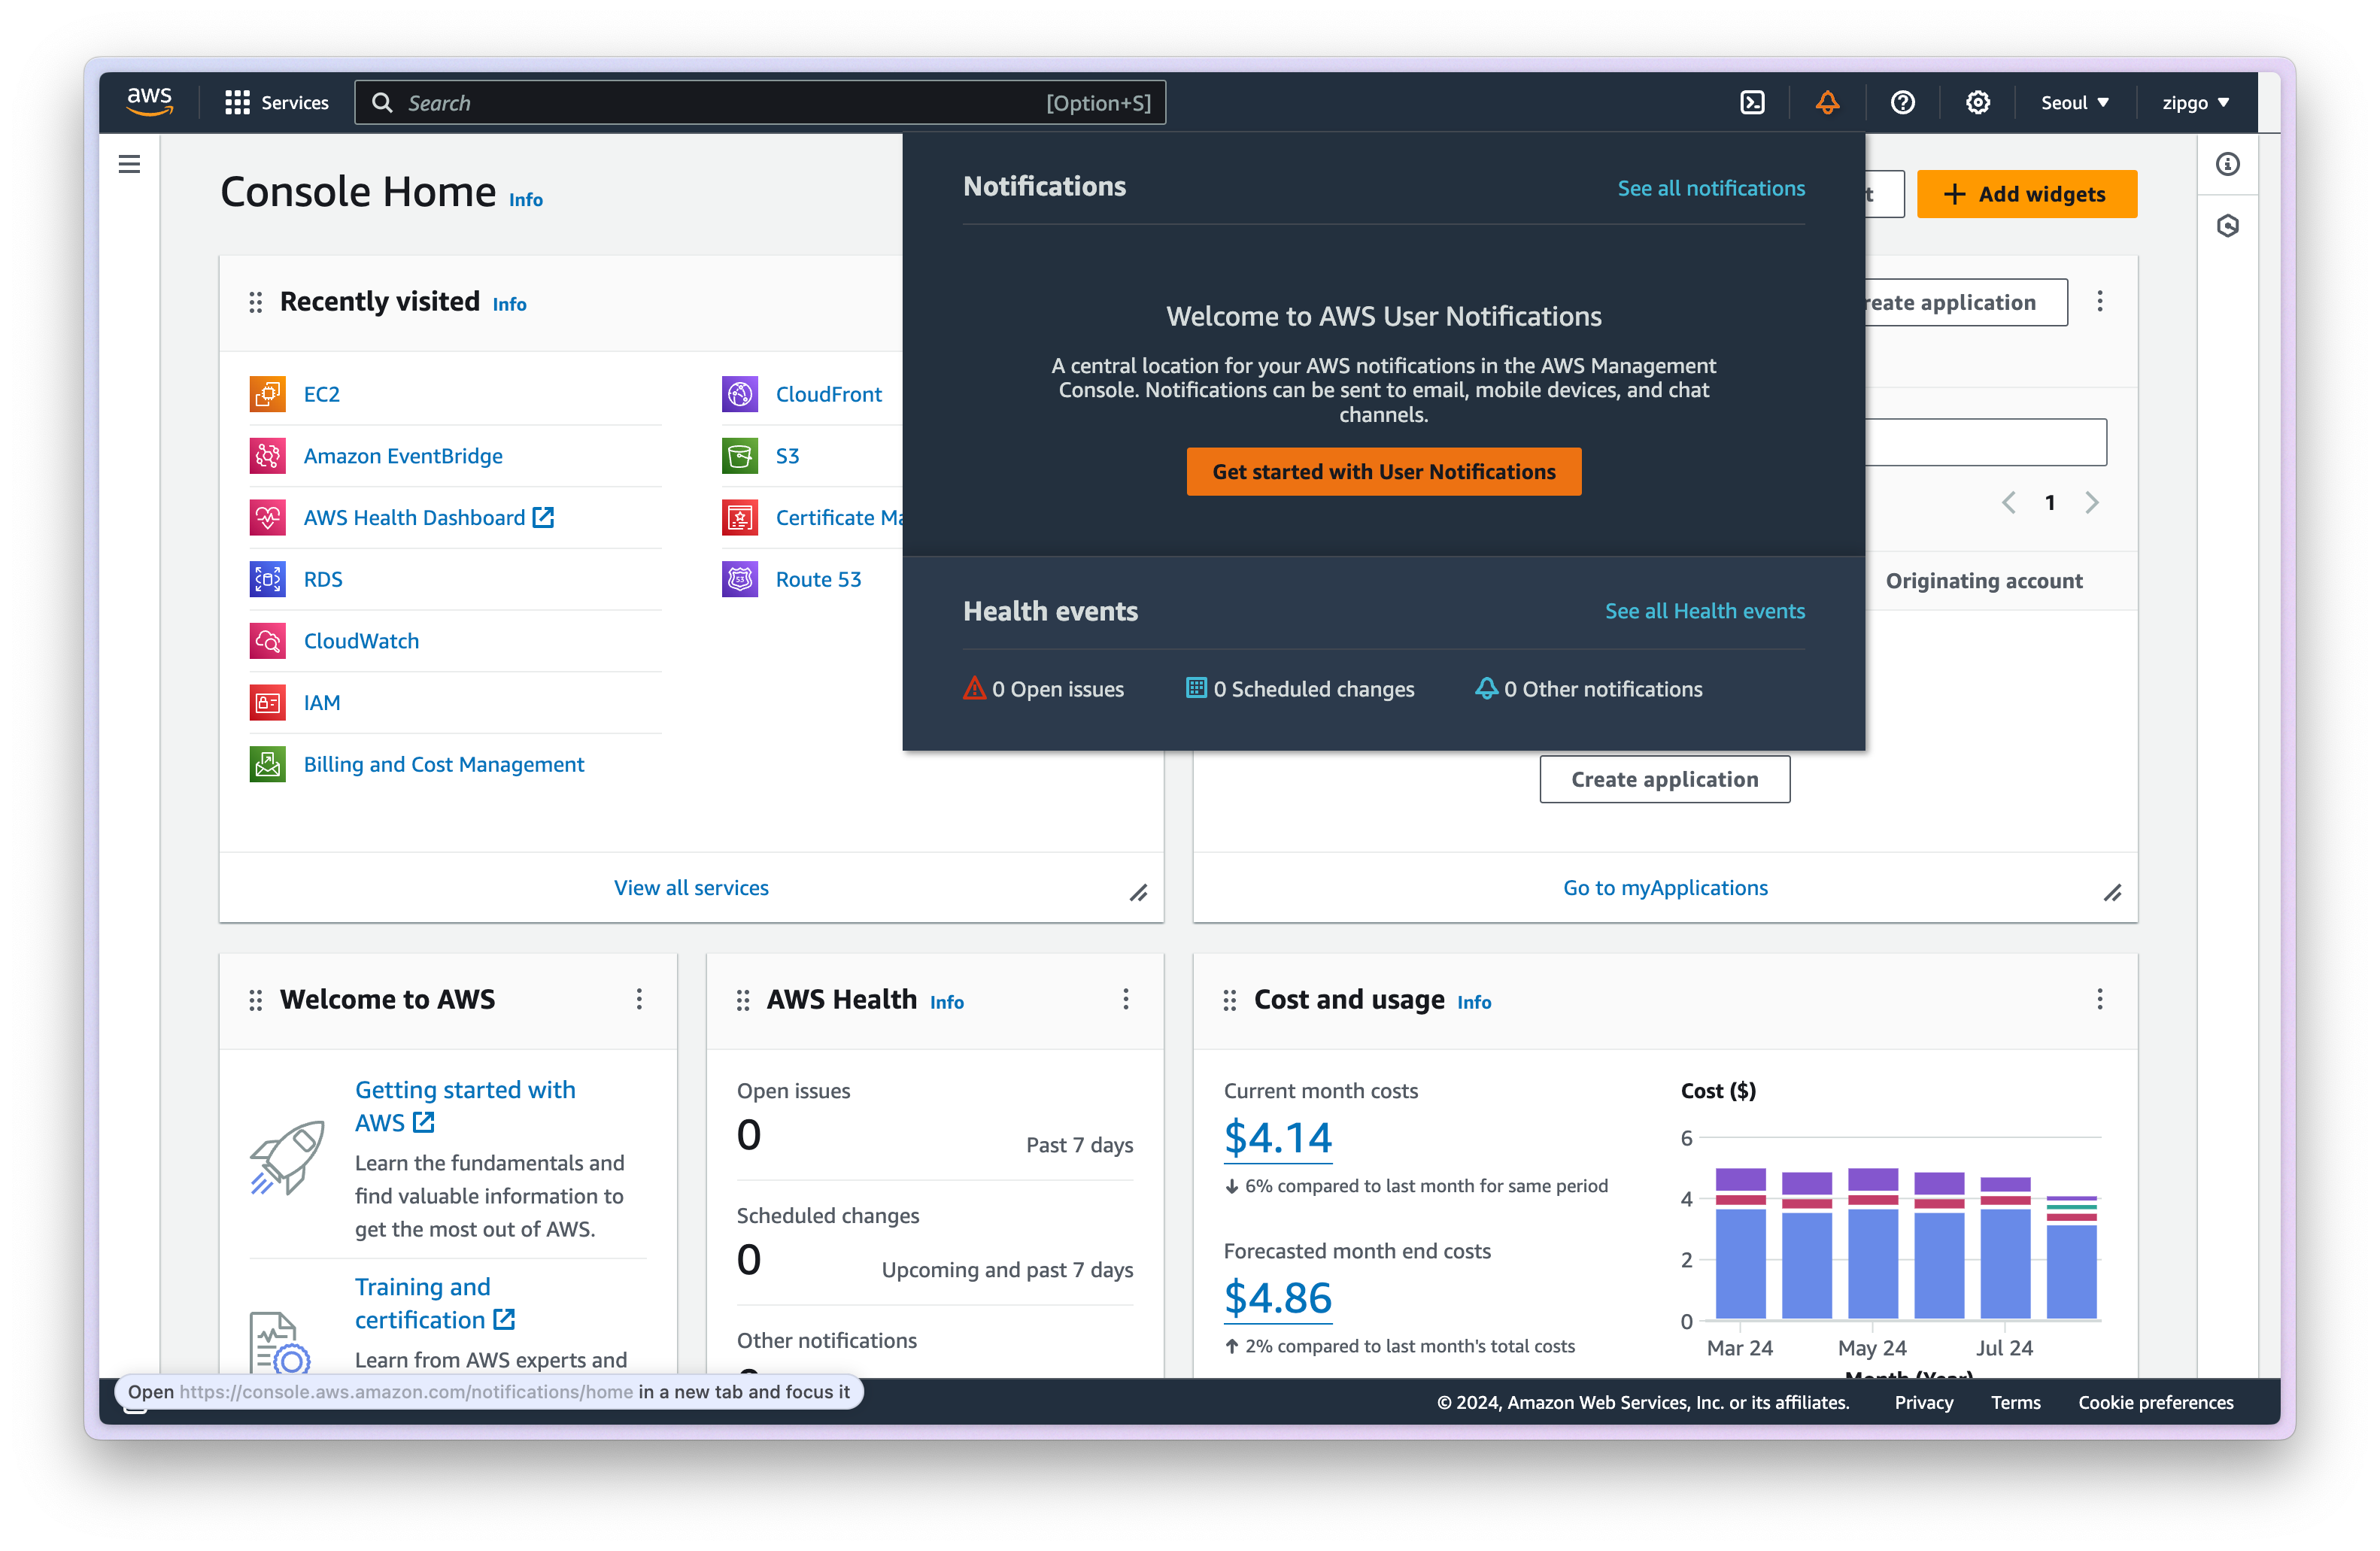 aws
Services
Search
[Option+S]
Seoul
zipgo
Console Home
Info
Add widgets
Recently visited
Info
EC2
Amazon EventBridge
AWS Health Dashboard
RDS
CloudWatch
IAM
Billing and Cost Management
CloudFront
S3
Certificate
Route 53
View all services
Notifications
See all notifications
Welcome to AWS User Notifications
A central location for your AWS notifications in the AWS Management
Console. Notifications can be sent to email, mobile devices, and chat
channels.
Get started with User Notifications
Health events
See all Health events
0 Open issues
0 Scheduled changes
0 Other notifications
application
1
Originating account
Create application
Go to myApplications
Welcome to AWS
Getting started with
AWS
Learn the fundamentals and
find valuable information to
get the most out of AWS.
Training and
certification
Learn from AWS experts and
AWS Health
Info
Open issues
0
Past 7 days
Scheduled changes
0
Upcoming and past 7 days
Other notifications
Cost and usage
Info
Current month costs
$4.14
6% compared to last month for same period
Forecasted month end costs
$4.86
2% compared to last month's total costs
Cost ($)
6
4
2
0
Mar 24
May 24
Jul 24
Month (Year)
Open https://console.aws.amazon.com/notifications/home in a new tab and focus it
© 2024, Amazon Web Services, Inc. or its affiliates.
Privacy
Terms
Cookie preferences